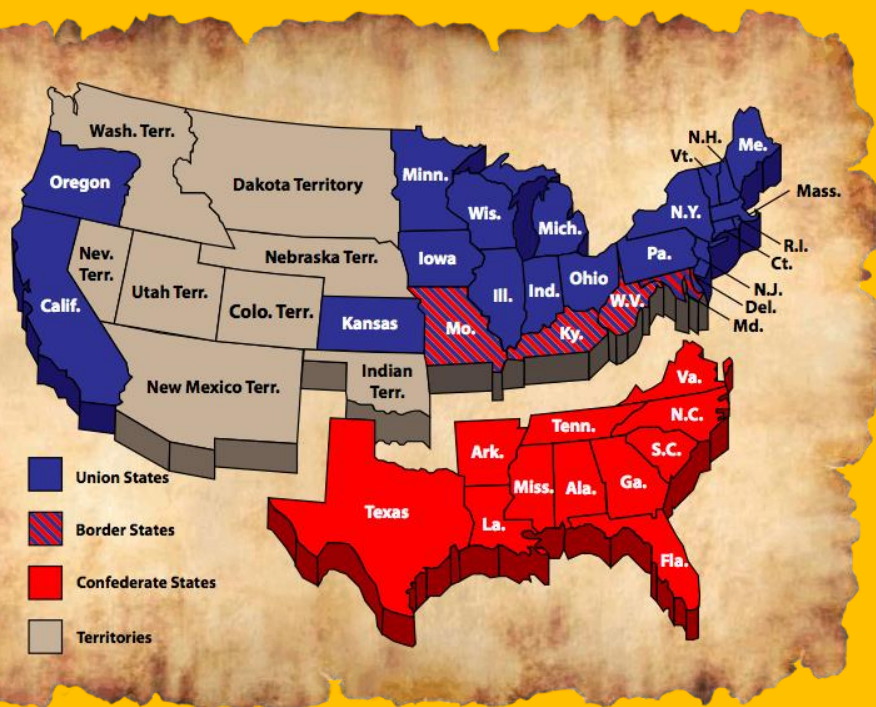 Wash. Terr.
Oregon
Dakota Territory
Minn.
Wis.
Mich.
N.H.
Vt.
Me.
Mass.
N.Y.
R.I.
Ct.
Pa.
N.J.
Del.
Md.
Nev.
Terr.
Nebraska Terr.
Iowa
Calif.
Utah Terr.
Colo. Terr.
Kansas
Ill.
Ind.
Ohio
W.V.
Mo.
Ky.
New Mexico Terr.
Indian
Terr.
Va.
N.C.
Tenn.
S.C.
Ark.
Miss.
Ala.
Ga.
Texas
La.
Fla.
Union States
Border States
Confederate States
Territories